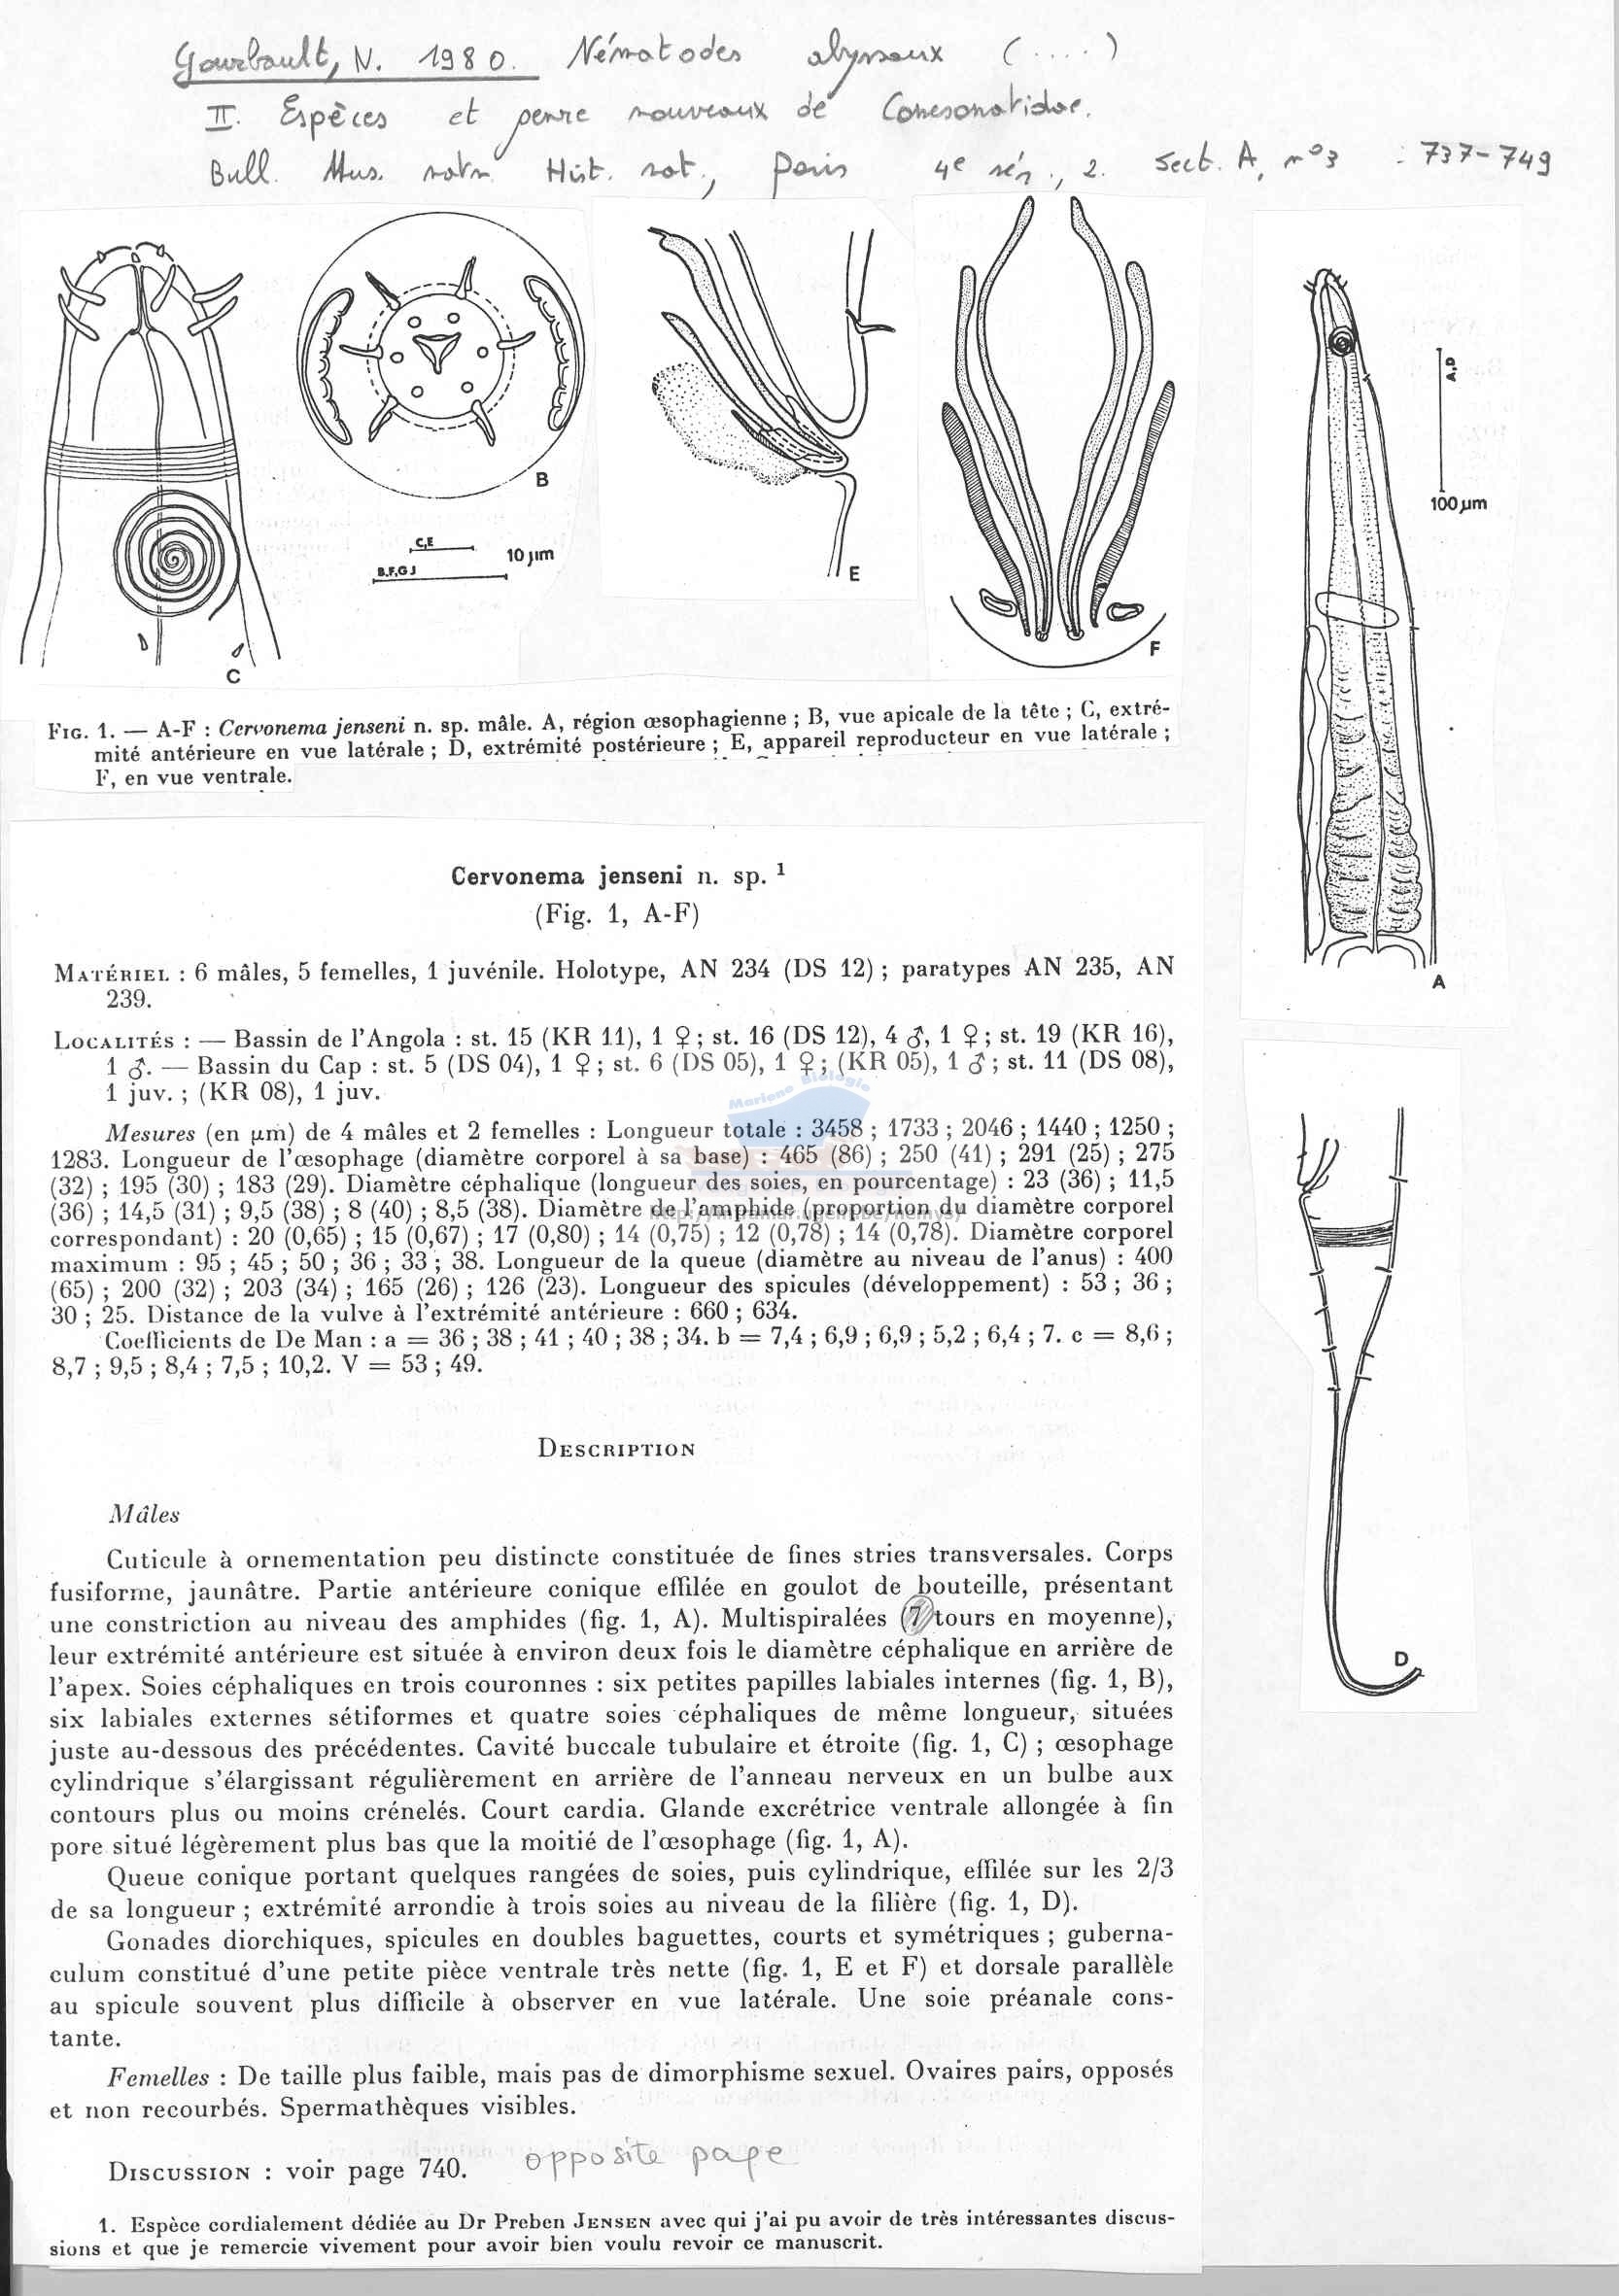 Gourbault, N. 1980. Nématodes abyssaux (....)
II. Espèces et genre nouveaux de Comesomatidae.
Bull. Mus. natn. Hist. nat., Paris 4e sér., 2. sect. A, n°3 : 737-749
B
C,E
B,F,G J
10 µm
C
E
F
A,D
100 µm
A
FIG. 1. — A-F : Cervonema jenseni n. sp. mâle. A, région œsophagienne ; B, vue apicale de la tête ; C, extré-
mité antérieure en vue latérale ; D, extrémité postérieure ; E, appareil reproducteur en vue latérale ;
F, en vue ventrale.
Cervonema jenseni n. sp. 1
(Fig. 1, A-F)
MATÉRIEL : 6 mâles, 5 femelles, 1 juvénile. Holotype, AN 234 (DS 12) ; paratypes AN 235, AN
239.
LOCALITÉS : — Bassin de l'Angola : st. 15 (KR 11), 1 ♀ ; st. 16 (DS 12), 4 ♂, 1 ♀ ; st. 19 (KR 16),
1 ♂. — Bassin du Cap : st. 5 (DS 04), 1 ♀ ; st. 6 (DS 05), 1 ♀ ; (KR 05), 1 ♂ ; st. 11 (DS 08),
1 juv. ; (KR 08), 1 juv.
Mariene Biologie
Mesures (en µm) de 4 mâles et 2 femelles : Longueur totale : 3458 ; 1733 ; 2046 ; 1440 ; 1250 ;
1283. Longueur de l'œsophage (diamètre corporel à sa base) : 465 (86) ; 250 (41) ; 291 (25) ; 275
(32) ; 195 (30) ; 183 (29). Diamètre céphalique (longueur des soies, en pourcentage) : 23 (36) ; 11,5
(36) ; 14,5 (31) ; 9,5 (38) ; 8 (40) ; 8,5 (38). Diamètre de l'amphide (proportion du diamètre corporel
correspondant) : 20 (0,65) ; 15 (0,67) ; 17 (0,80) ; 14 (0,75) ; 12 (0,78) ; 14 (0,78). Diamètre corporel
maximum : 95 ; 45 ; 50 ; 36 ; 33 ; 38. Longueur de la queue (diamètre au niveau de l'anus) : 400
(65) ; 200 (32) ; 203 (34) ; 165 (26) ; 126 (23). Longueur des spicules (développement) : 53 ; 36 ;
30 ; 25. Distance de la vulve à l'extrémité antérieure : 660 ; 634.
Coefficients de De Man : a = 36 ; 38 ; 41 ; 40 ; 38 ; 34. b = 7,4 ; 6,9 ; 6,9 ; 5,2 ; 6,4 ; 7. c = 8,6 ;
8,7 ; 9,5 ; 8,4 ; 7,5 ; 10,2. V = 53 ; 49.
DESCRIPTION
Mâles
Cuticule à ornementation peu distincte constituée de fines stries transversales. Corps
fusiforme, jaunâtre. Partie antérieure conique effilée en goulot de bouteille, présentant
une constriction au niveau des amphides (fig. 1, A). Multispiralées (7 tours en moyenne),
leur extrémité antérieure est située à environ deux fois le diamètre céphalique en arrière de
l'apex. Soies céphaliques en trois couronnes : six petites papilles labiales internes (fig. 1, B),
six labiales externes sétiformes et quatre soies céphaliques de même longueur, situées
juste au-dessous des précédentes. Cavité buccale tubulaire et étroite (fig. 1, C) ; œsophage
cylindrique s'élargissant régulièrement en arrière de l'anneau nerveux en un bulbe aux
contours plus ou moins crénelés. Court cardia. Glande excrétrice ventrale allongée à fin
pore situé légèrement plus bas que la moitié de l'œsophage (fig. 1, A).
Queue conique portant quelques rangées de soies, puis cylindrique, effilée sur les 2/3
de sa longueur ; extrémité arrondie à trois soies au niveau de la filière (fig. 1, D).
Gonades diorchiques, spicules en doubles baguettes, courts et symétriques ; guberna-
culum constitué d'une petite pièce ventrale très nette (fig. 1, E et F) et dorsale parallèle
au spicule souvent plus difficile à observer en vue latérale. Une soie préanale cons-
tante.
Femelles : De taille plus faible, mais pas de dimorphisme sexuel. Ovaires pairs, opposés
et non recourbés. Spermathèques visibles.
DISCUSSION : voir page 740. opposite page
1. Espèce cordialement dédiée au Dr Preben JENSEN avec qui j'ai pu avoir de très intéressantes discus-
sions et que je remercie vivement pour avoir bien voulu revoir ce manuscrit.
D